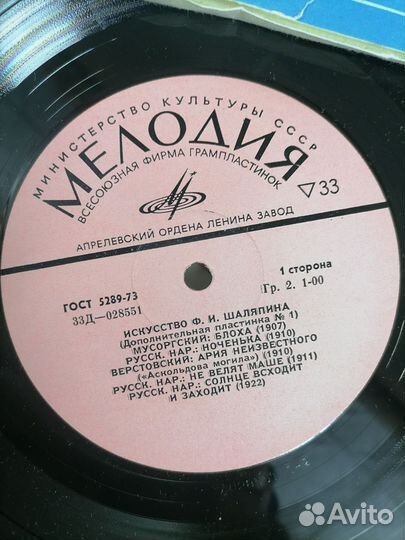 МИНИСТЕРСТВО КУЛЬТУРЫ СССР
МЕЛОДИЯ
ВСЕСОЮЗНАЯ ФИРМА ГРАМПЛАСТИНОК
▽33
АПРЕЛЕВСКИЙ ОРДЕНА ЛЕНИНА ЗАВОД
ГОСТ 5289-73
33Д—028551
1 сторона
Гр. 2. 1-00
ИСКУССТВО Ф. И. ШАЛЯПИНА
(Дополнительная пластинка № 1)
МУСОРГСКИЙ: БЛОХА (1907)
РУССК. НАР.: НОЧЕНЬКА (1910)
ВЕРСТОВСКИЙ: АРИЯ НЕИЗВЕСТНОГО
(«Аскольдова могила») (1910)
РУССК. НАР.: НЕ ВЕЛЯТ МАШЕ (1911)
РУССК. НАР.: СОЛНЦЕ ВСХОДИТ
И ЗАХОДИТ (1922)
Avito